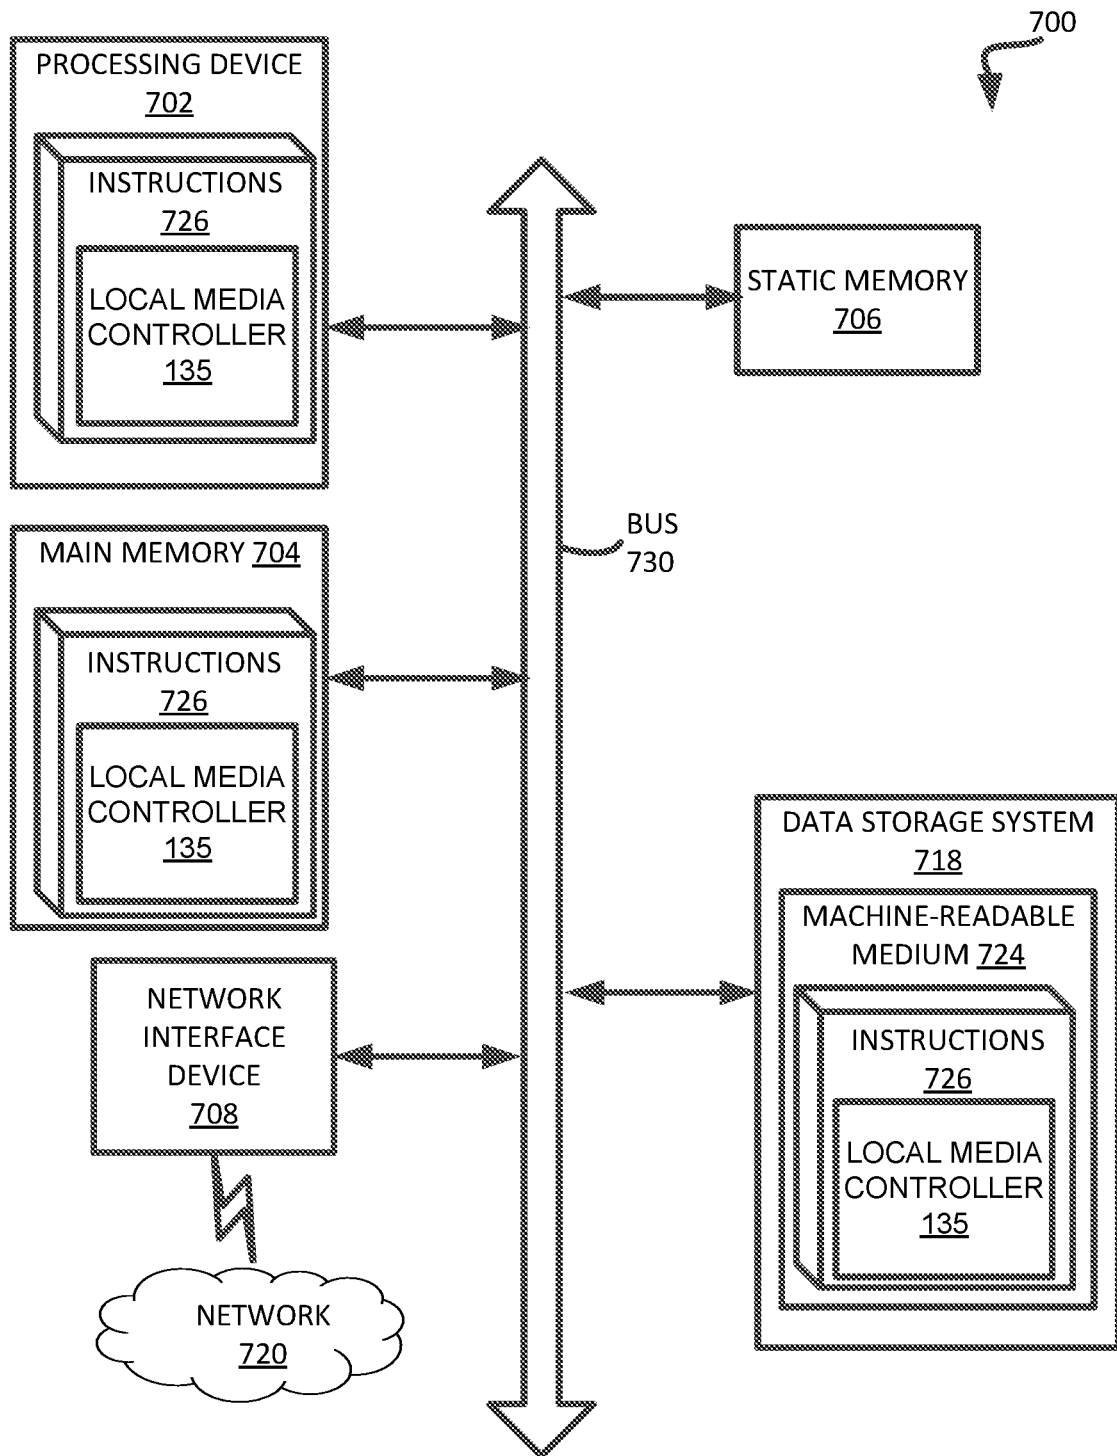 700
PROCESSING DEVICE
702
INSTRUCTIONS
726
LOCAL MEDIA
CONTROLLER
135
STATIC MEMORY
706
BUS
730
MAIN MEMORY 704
INSTRUCTIONS
726
LOCAL MEDIA
CONTROLLER
135
DATA STORAGE SYSTEM
718
MACHINE-READABLE
MEDIUM 724
INSTRUCTIONS
726
LOCAL MEDIA
CONTROLLER
135
NETWORK
INTERFACE
DEVICE
708
NETWORK
720